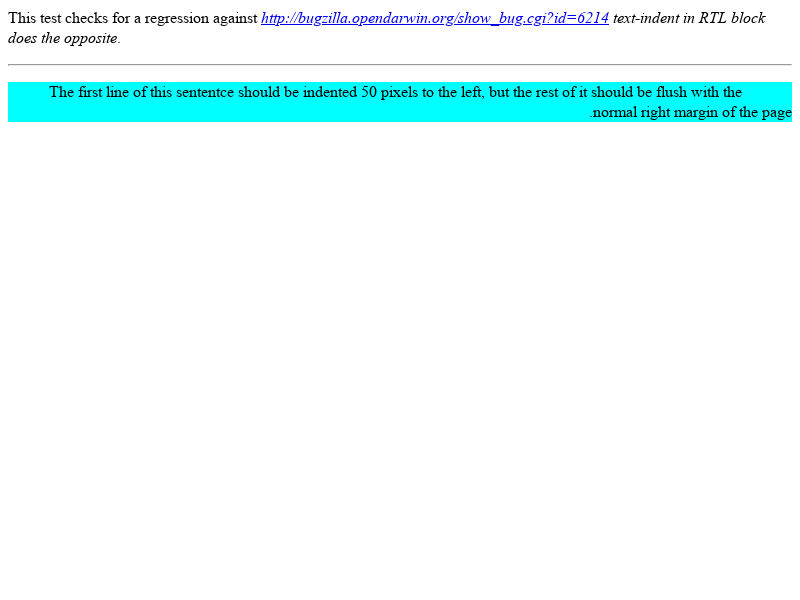 This test checks for a regression against http://bugzilla.opendarwin.org/show_bug.cgi?id=6214 text-indent in RTL block
does the opposite.
The first line of this sententce should be indented 50 pixels to the left, but the rest of it should be flush with the
.normal right margin of the page